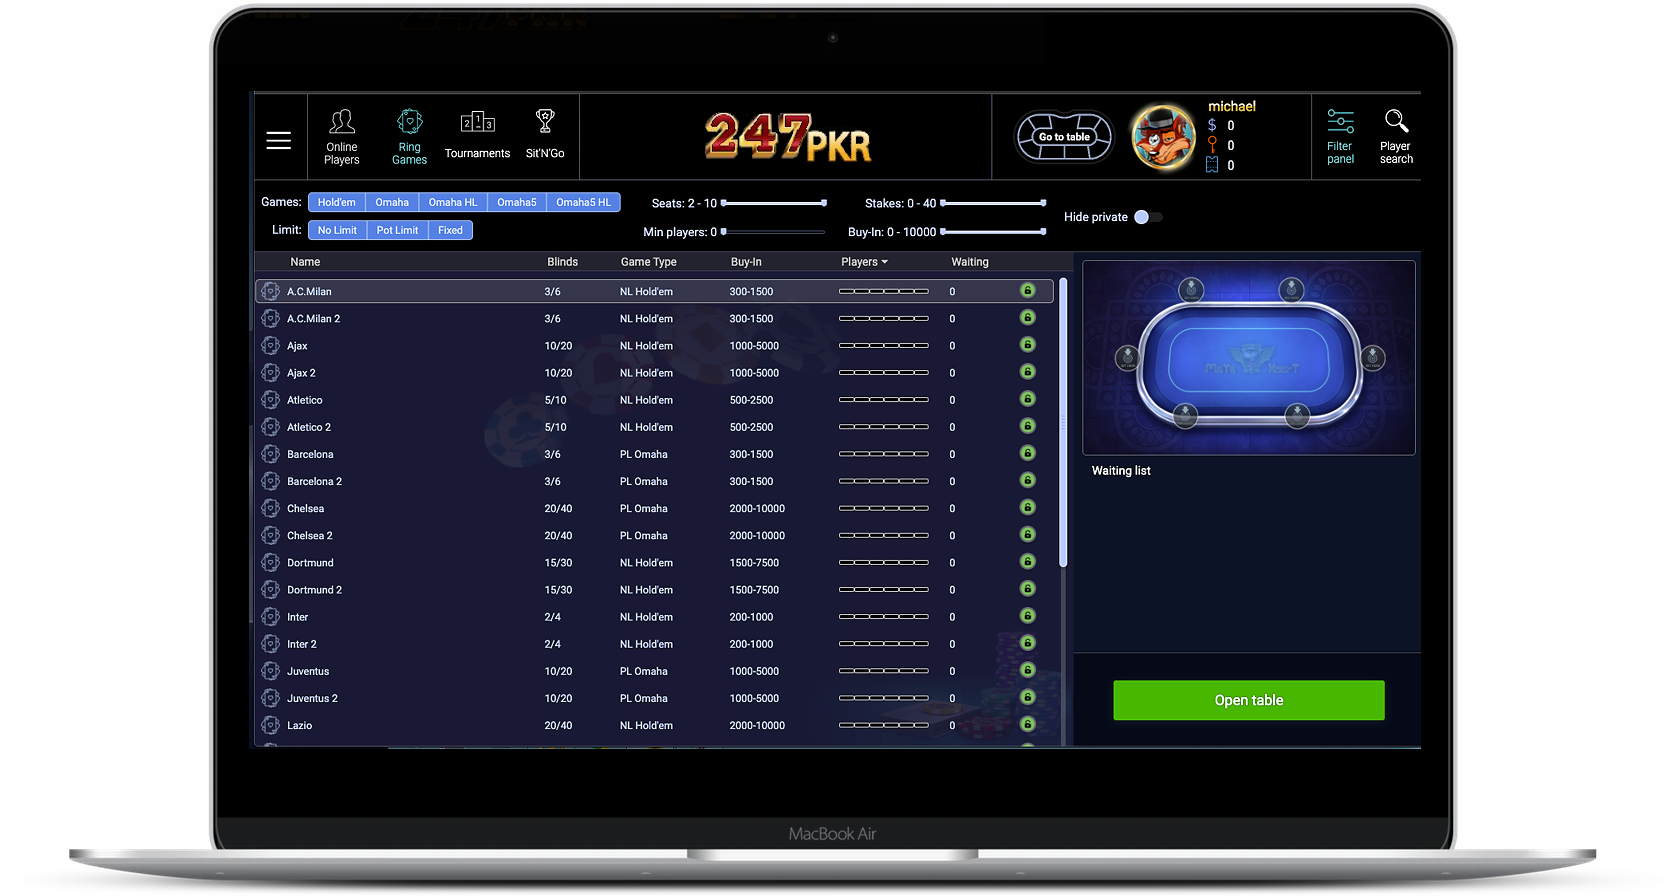 Online Players
Ring Games
Tournaments
Sit'N'Go
247PKR
Go to table
michael
$ 0
0
0
Filter panel
Player search
Games: Hold'em Omaha Omaha HL Omaha5 Omaha5 HL
Seats: 2 - 10
Stakes: 0 - 40
Hide private
Limit: No Limit Pot Limit Fixed
Min players: 0
Buy-In: 0 - 10000
Name Blinds Game Type Buy-In Players Waiting
A.C.Milan 3/6 NL Hold'em 300-1500 0
A.C.Milan 2 3/6 NL Hold'em 300-1500 0
Ajax 10/20 NL Hold'em 1000-5000 0
Ajax 2 10/20 NL Hold'em 1000-5000 0
Atletico 5/10 NL Hold'em 500-2500 0
Atletico 2 5/10 NL Hold'em 500-2500 0
Barcelona 3/6 PL Omaha 300-1500 0
Barcelona 2 3/6 PL Omaha 300-1500 0
Chelsea 20/40 PL Omaha 2000-10000 0
Chelsea 2 20/40 PL Omaha 2000-10000 0
Dortmund 15/30 NL Hold'em 1500-7500 0
Dortmund 2 15/30 NL Hold'em 1500-7500 0
Inter 2/4 NL Hold'em 200-1000 0
Inter 2 2/4 NL Hold'em 200-1000 0
Juventus 10/20 PL Omaha 1000-5000 0
Juventus 2 10/20 PL Omaha 1000-5000 0
Lazio 20/40 NL Hold'em 2000-10000 0
Waiting list
Open table
MacBook Air